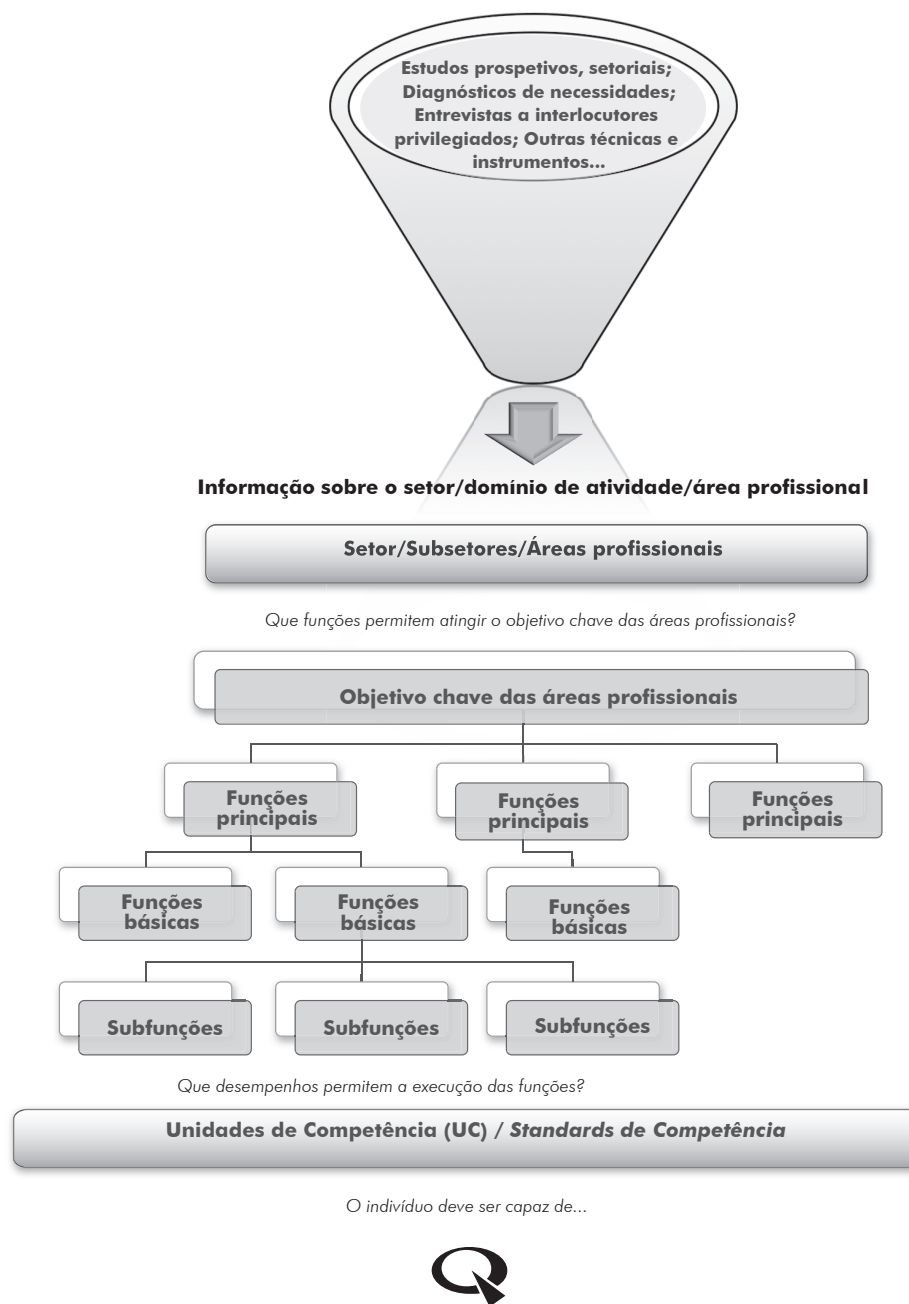 Estudos prospetivos, setoriais;
Diagnósticos de necessidades;
Entrevistas a interlocutores
privilegiados; Outras técnicas e
instrumentos...
Informação sobre o setor/domínio de atividade/área profissional
Setor/Subsetores/Áreas profissionais
Que funções permitem atingir o objetivo chave das áreas profissionais?
Objetivo chave das áreas profissionais
Funções
principais
Funções
principais
Funções
principais
Funções
básicas
Funções
básicas
Funções
básicas
Subfunções
Subfunções
Subfunções
Que desempenhos permitem a execução das funções?
Unidades de Competência (UC) / Standards de Competência
O indivíduo deve ser capaz de...